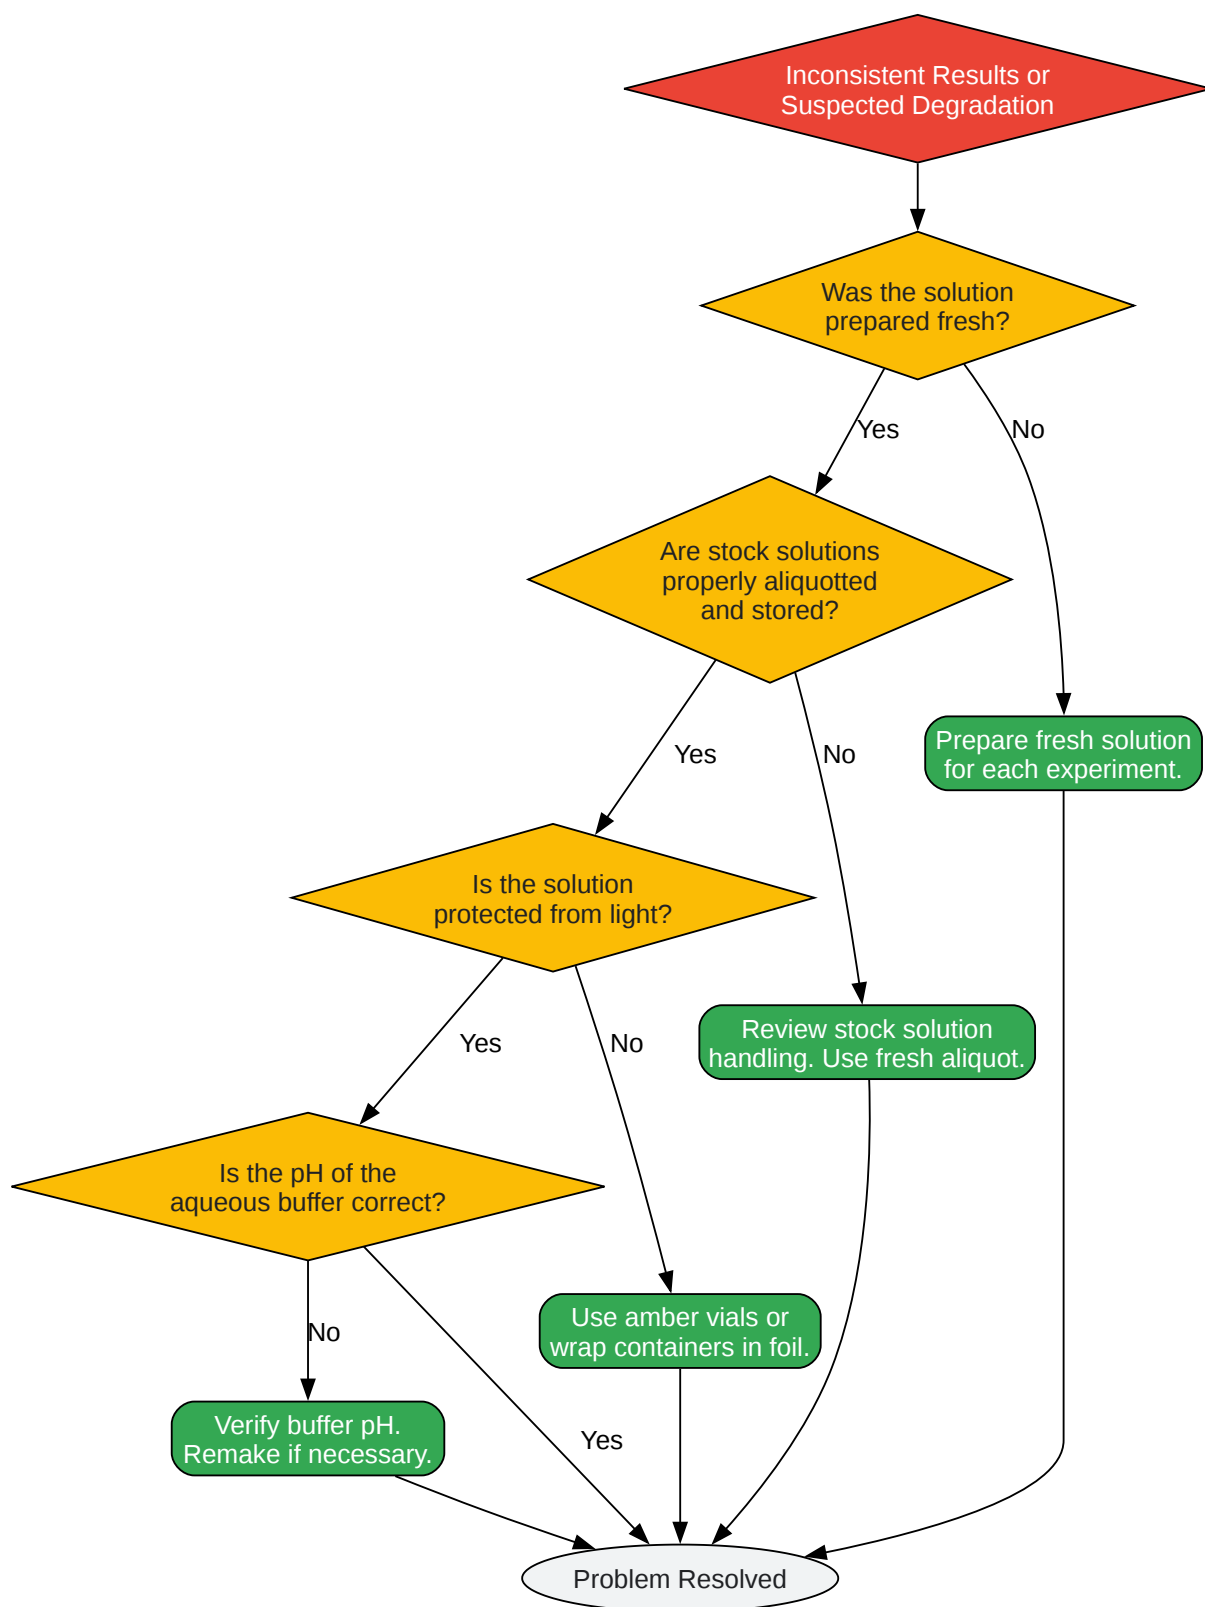 Inconsistent Results or
Suspected Degradation
Was the solution
prepared fresh?
Yes
No
Are stock solutions
properly aliquotted
and stored?
Prepare fresh solution
for each experiment.
Yes
No
Is the solution
protected from light?
Review stock solution
handling. Use fresh aliquot.
Yes
No
Is the pH of the
aqueous buffer correct?
Use amber vials or
wrap containers in foil.
No
Verify buffer pH.
Remake if necessary.
Yes
Problem Resolved